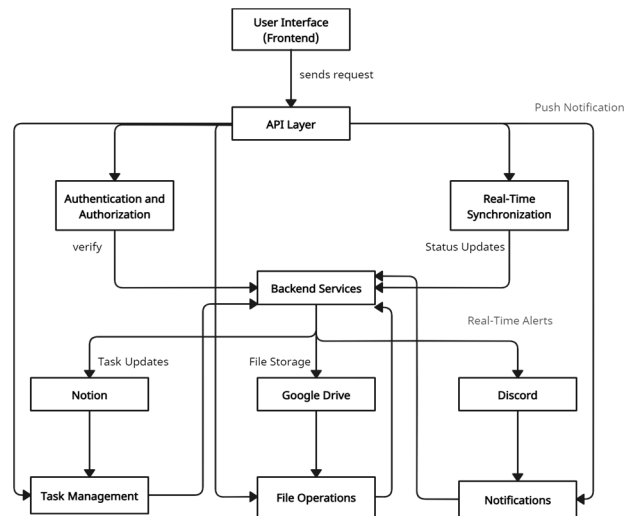 User Interface
(Frontend)
sends request
Push Notification
API Layer
Authentication and
Authorization
Real-Time
Synchronization
verify
Status Updates
Backend Services
Real-Time Alerts
Task Updates
File Storage
Notion
Google Drive
Discord
Task Management
File Operations
Notifications